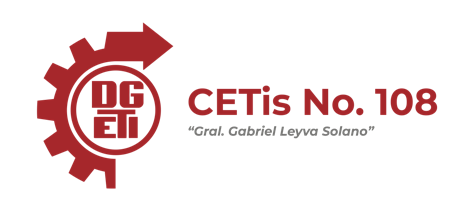 DG
ETi
CETis No. 108
“Gral. Gabriel Leyva Solano”